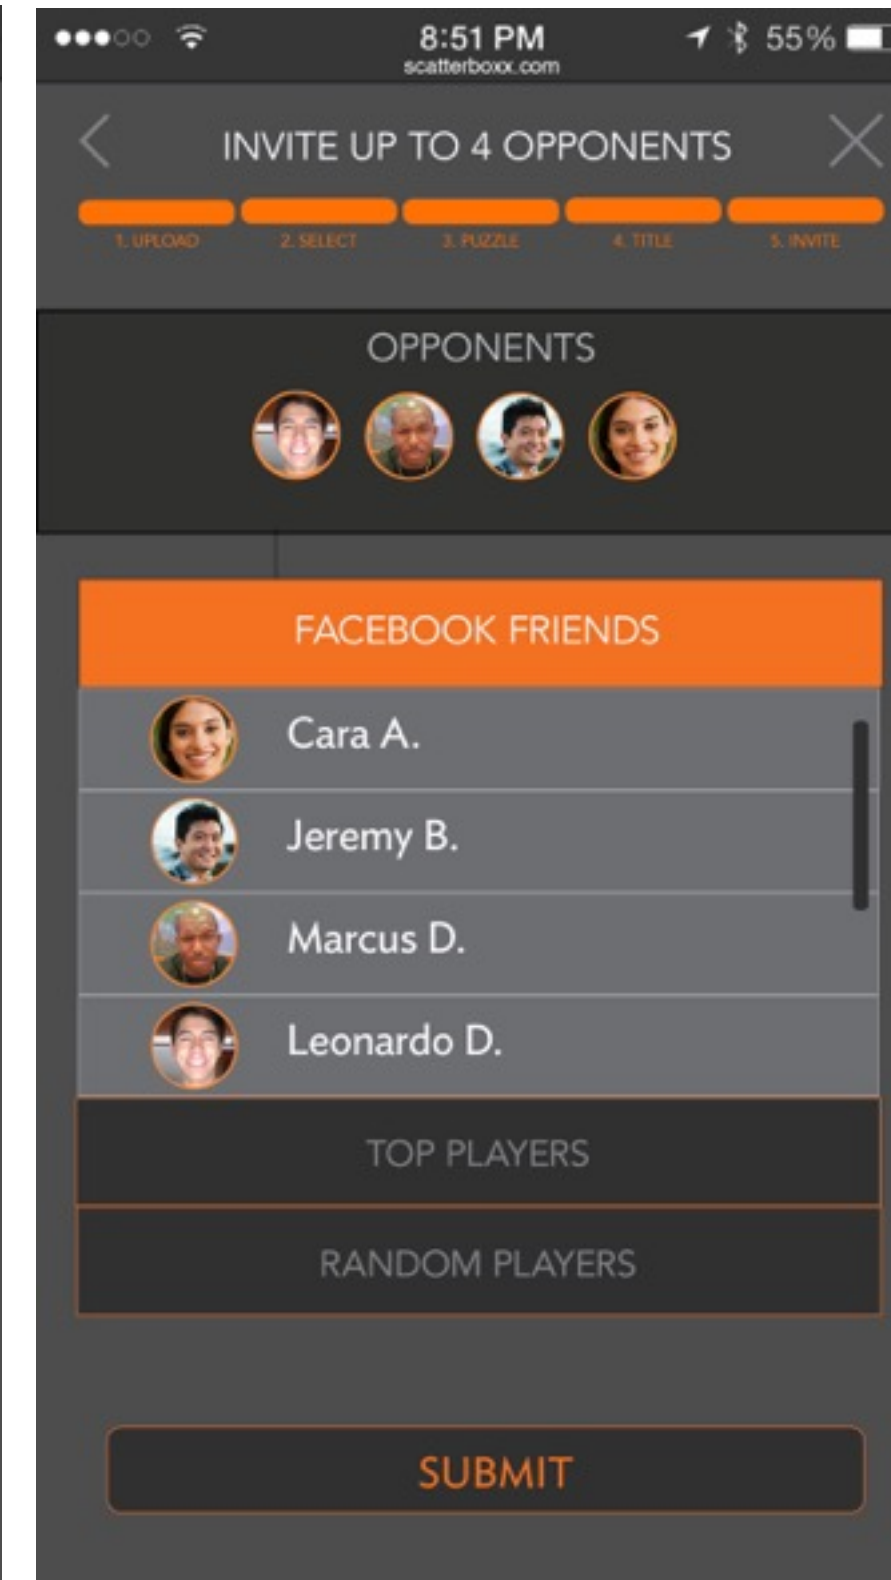 8:51 PM 55%
scatterboxx.com
INVITE UP TO 4 OPPONENTS
1. UPLOAD 2. SELECT 3. PUZZLE 4. TITLE 5. INVITE
OPPONENTS
FACEBOOK FRIENDS
Cara A.
Jeremy B.
Marcus D.
Leonardo D.
TOP PLAYERS
RANDOM PLAYERS
SUBMIT